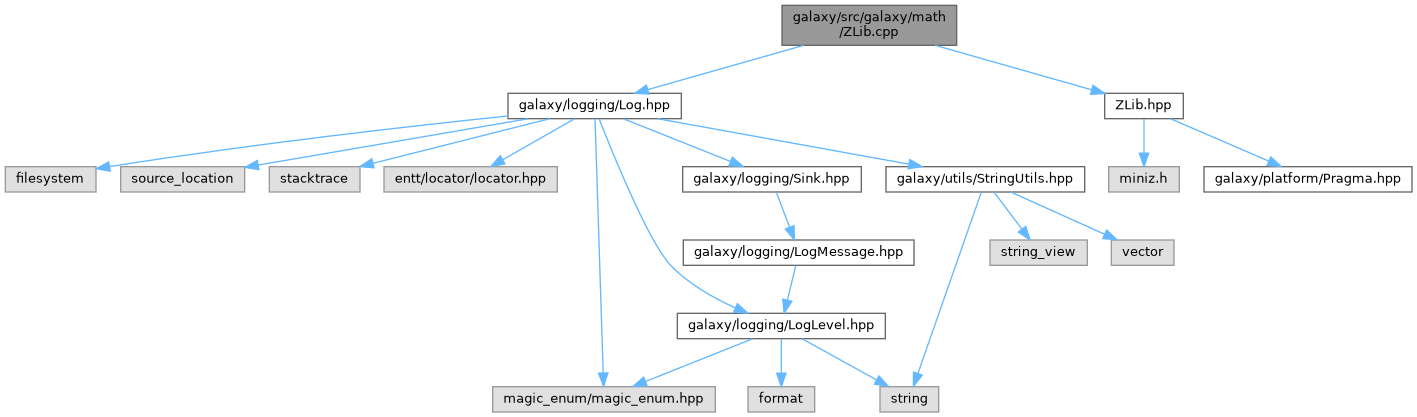 galaxy/src/galaxy/math
/ZLib.cpp
galaxy/logging/Log.hpp
ZLib.hpp
filesystem
source_location
stacktrace
entt/locator/locator.hpp
galaxy/logging/Sink.hpp
galaxy/utils/StringUtils.hpp
miniz.h
galaxy/platform/Pragma.hpp
galaxy/logging/LogMessage.hpp
string_view
vector
galaxy/logging/LogLevel.hpp
magic_enum/magic_enum.hpp
format
string